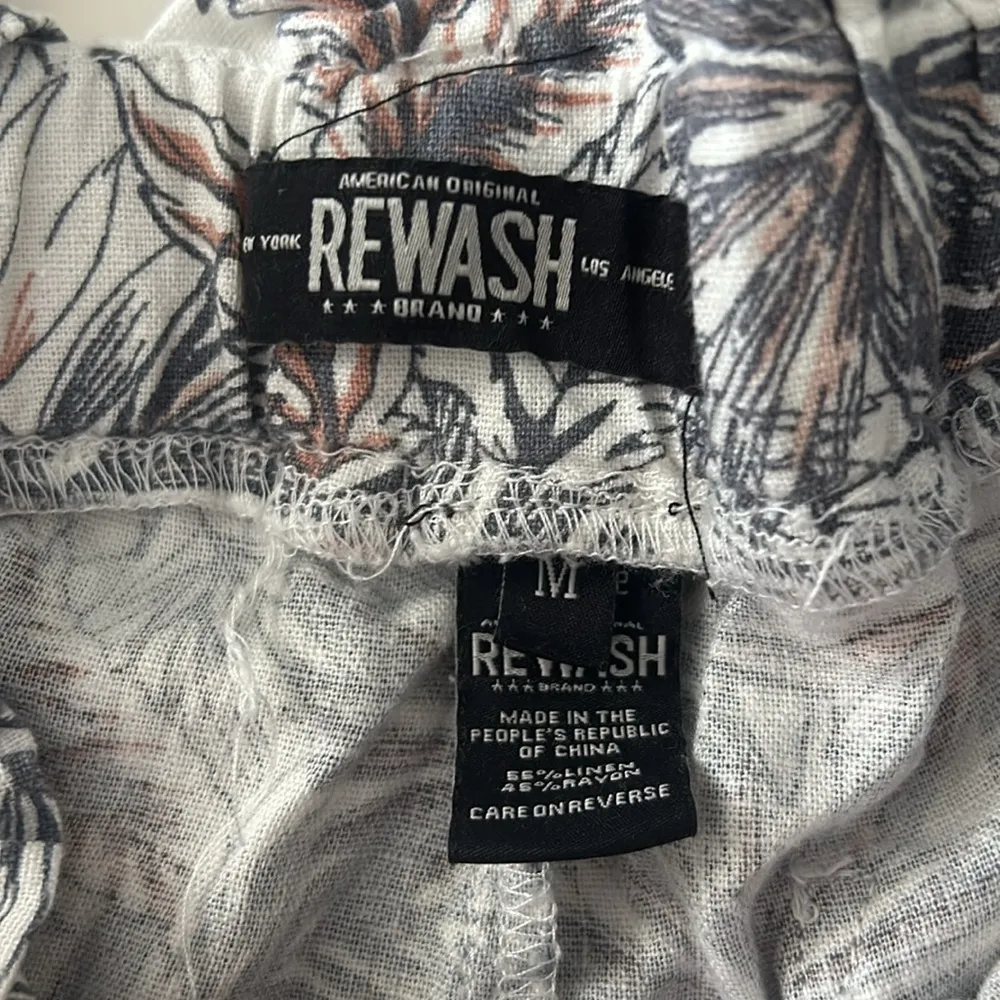 AMERICAN ORIGINAL
YORK REWASH LOS ANGELE
BRAND
M
BRAND
MADE IN THE
PEOPLE'S REPUBLIC
OF CHINA
55%LINEN
45%RAYON
CARE ON REVERSE